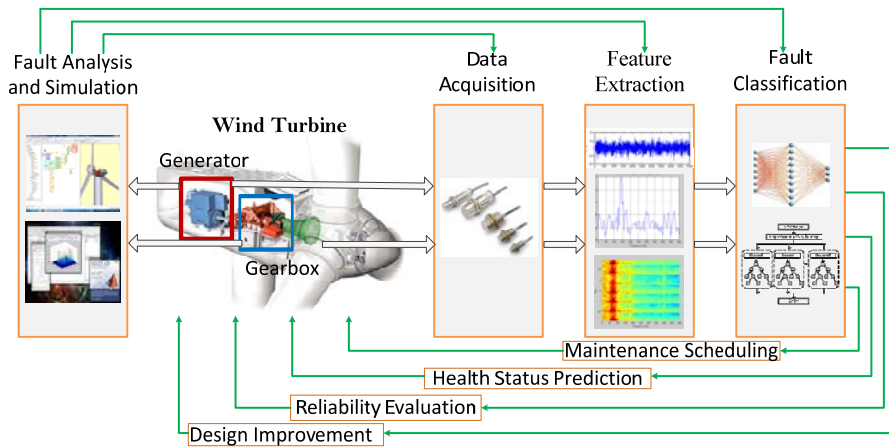 Fault Analysis
and Simulation
Data
Acquisition
Feature
Extraction
Fault
Classification
Wind Turbine
Generator
Gearbox
Maintenance Scheduling
Health Status Prediction
Reliability Evaluation
Design Improvement